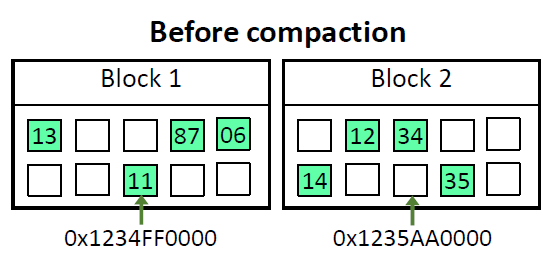 Before compaction
Block 1
Block 2
13 87 06
12 34
11
14 35
0x1234FF0000
0x1235AA0000